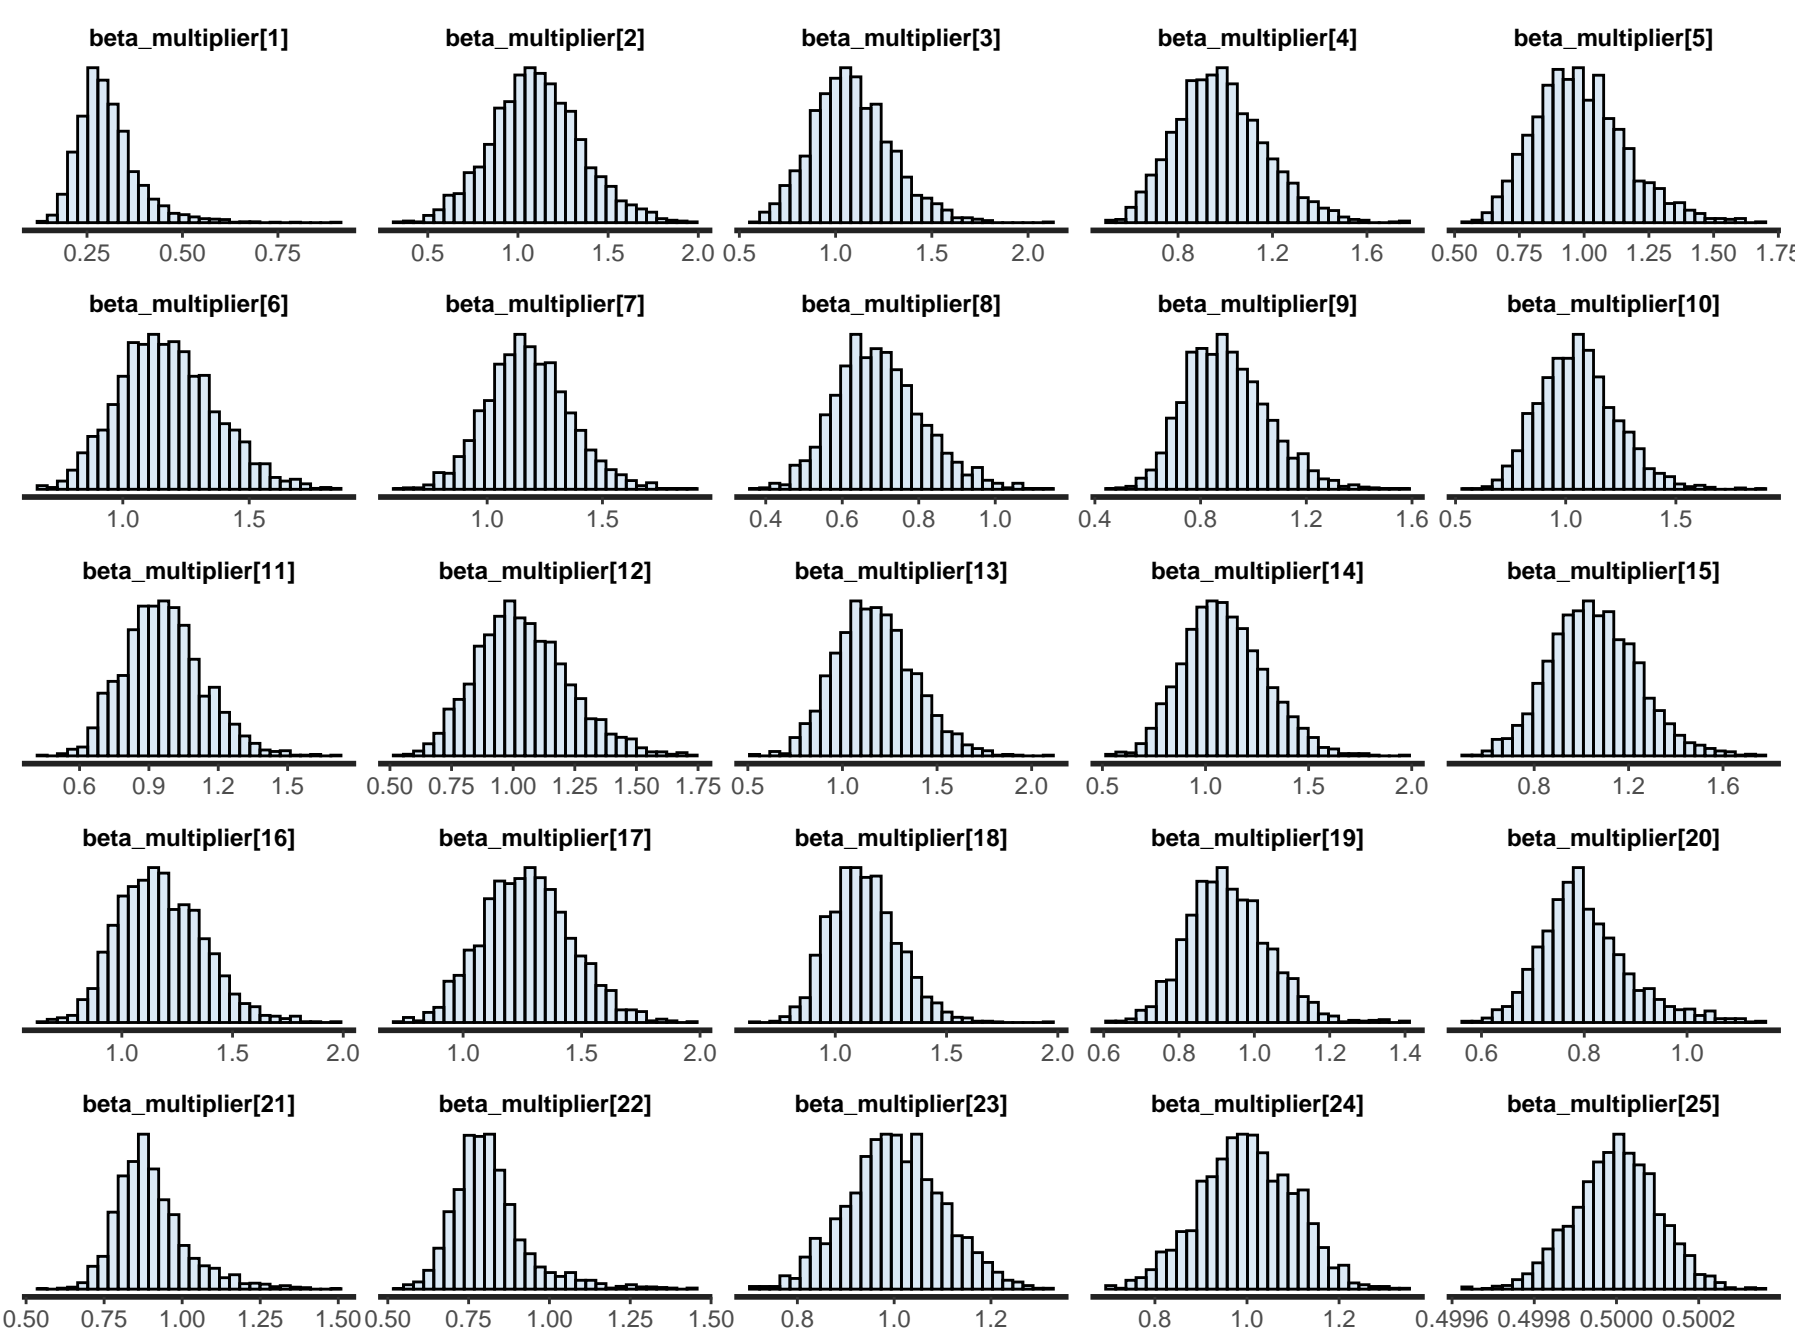 beta_multiplier[1] beta_multiplier[2] beta_multiplier[3] beta_multiplier[4] beta_multiplier[5]
0.25 0.50 0.75 0.5 1.0 1.5 2.0 0.5 1.0 1.5 2.0 0.8 1.2 1.6 0.50 0.75 1.00 1.25 1.50 1.75
beta_multiplier[6] beta_multiplier[7] beta_multiplier[8] beta_multiplier[9] beta_multiplier[10]
1.0 1.5 1.0 1.5 0.4 0.6 0.8 1.0 0.4 0.8 1.2 1.6 0.5 1.0 1.5
beta_multiplier[11] beta_multiplier[12] beta_multiplier[13] beta_multiplier[14] beta_multiplier[15]
0.6 0.9 1.2 1.5 0.50 0.75 1.00 1.25 1.50 1.75 0.5 1.0 1.5 2.0 0.5 1.0 1.5 2.0 0.8 1.2 1.6
beta_multiplier[16] beta_multiplier[17] beta_multiplier[18] beta_multiplier[19] beta_multiplier[20]
1.0 1.5 2.0 1.0 1.5 2.0 1.0 1.5 2.0 0.6 0.8 1.0 1.2 1.4 0.6 0.8 1.0
beta_multiplier[21] beta_multiplier[22] beta_multiplier[23] beta_multiplier[24] beta_multiplier[25]
0.50 0.75 1.00 1.25 1.50 0.50 0.75 1.00 1.25 1.50 0.8 1.0 1.2 0.8 1.0 1.2 0.4996 0.4998 0.5000 0.5002